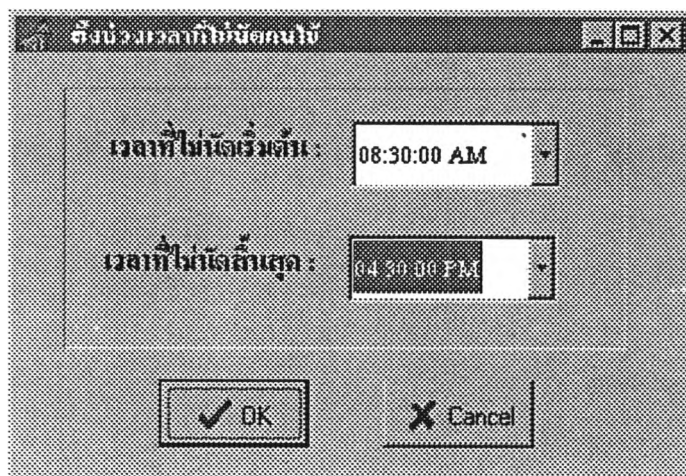 ตั้งช่วงเวลาที่ไม่นัดคนไข้
เวลาที่ไม่นัดเริ่มต้น : 08:30:00 AM
เวลาที่ไม่นัดสิ้นสุด : 04:30:00 PM
OK Cancel